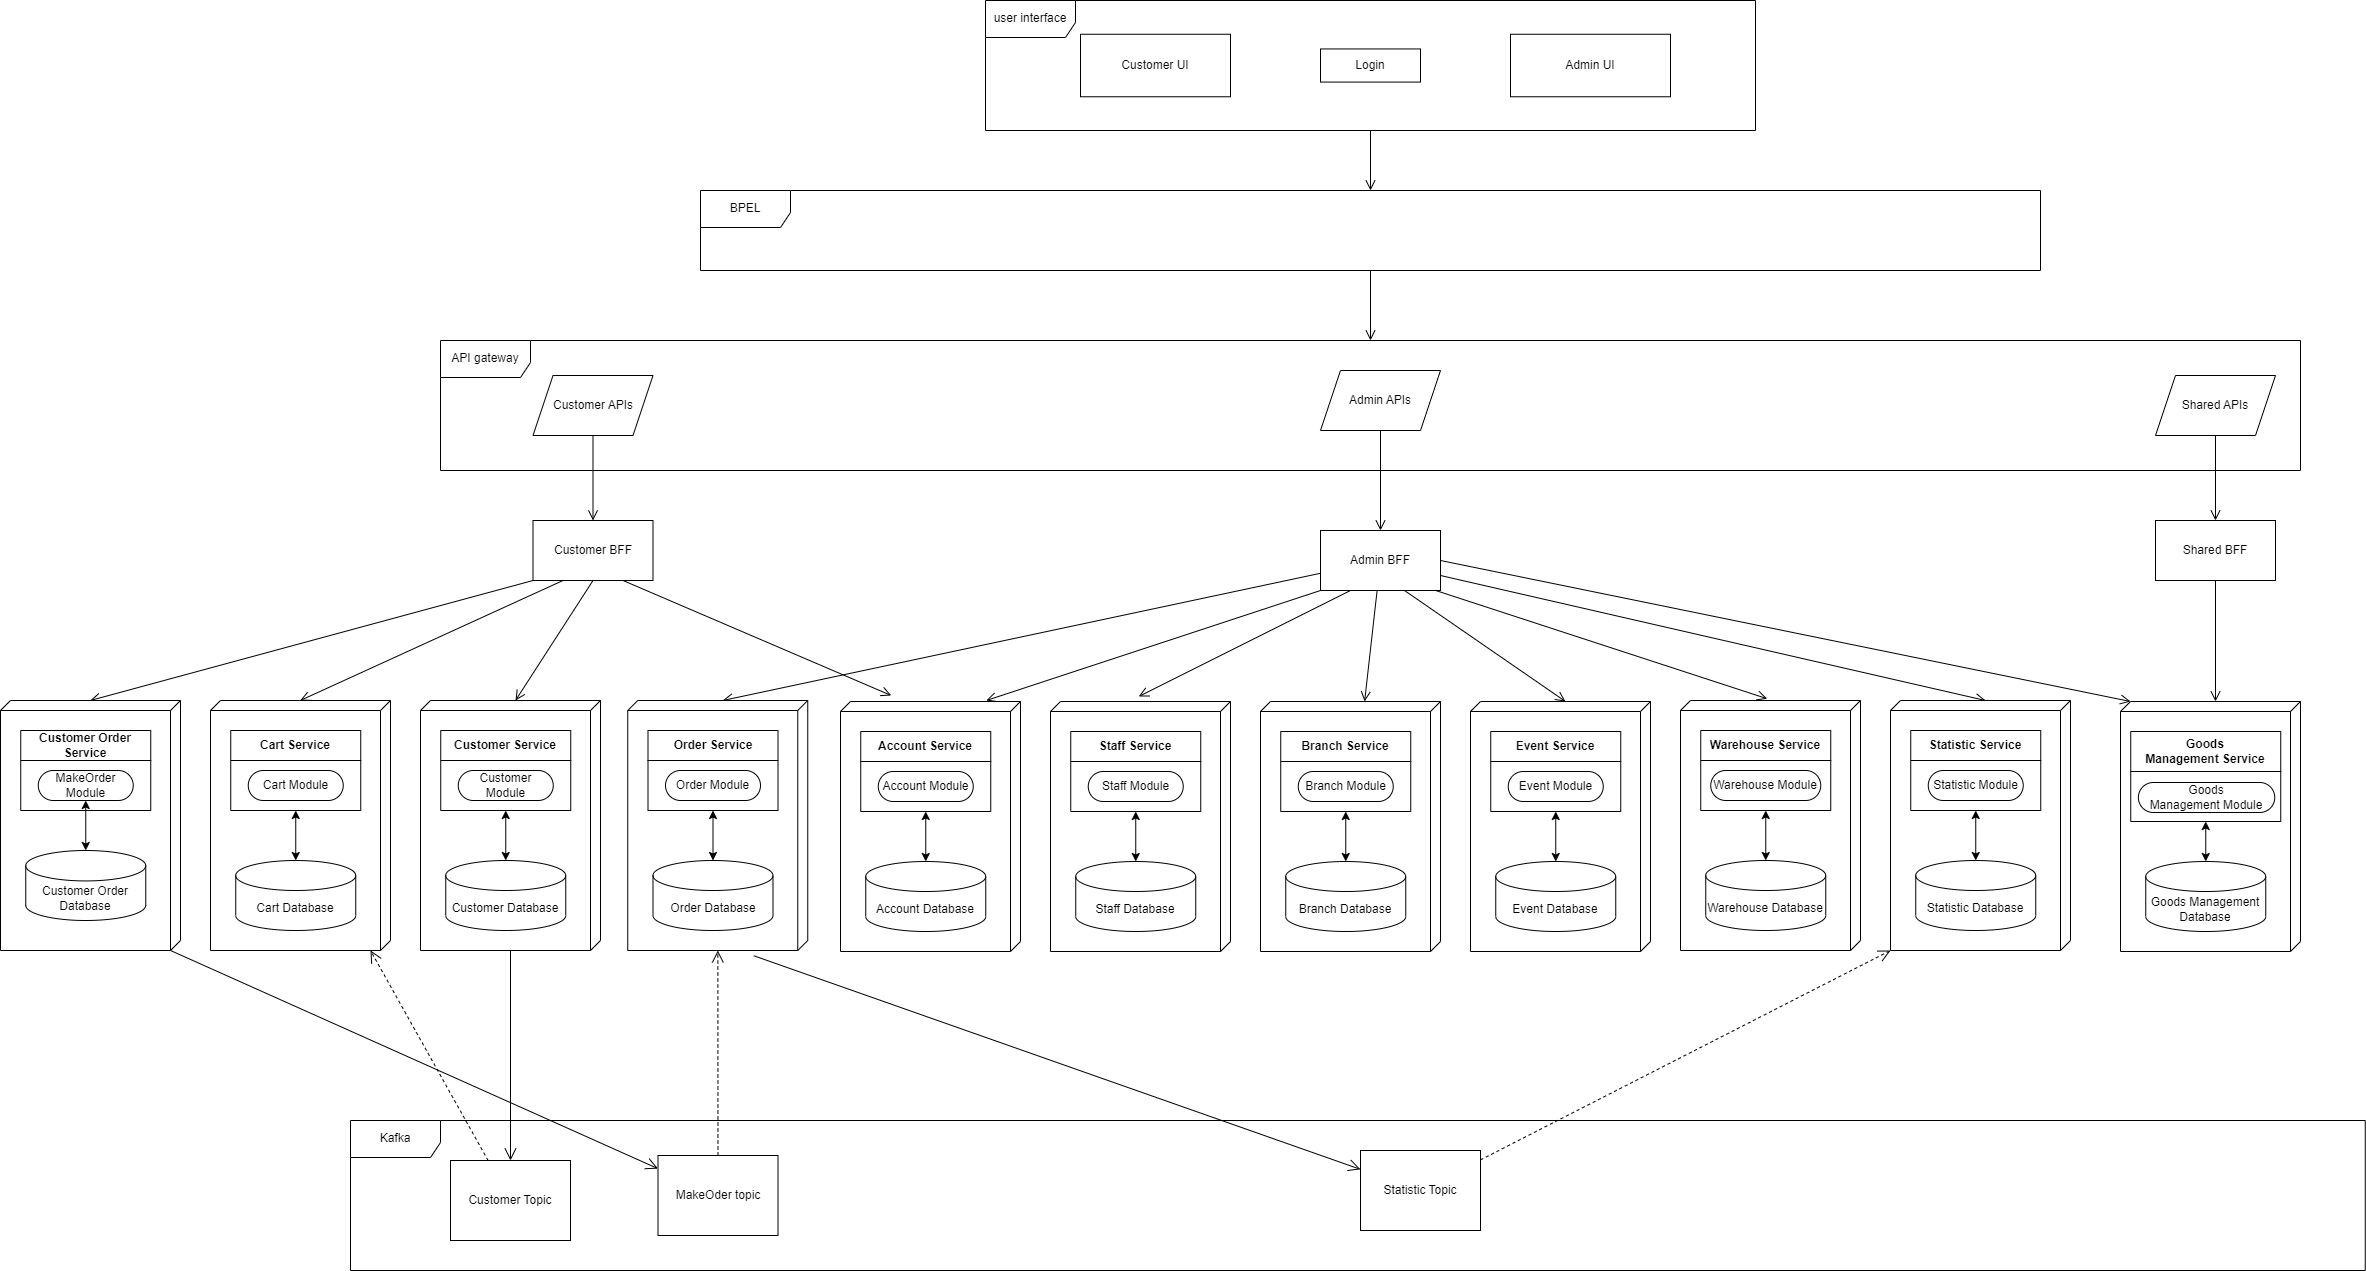 user interface
Customer UI
Login
Admin UI
BPEL
API gateway
Customer APIs
Admin APIs
Shared APIs
Customer BFF
Admin BFF
Shared BFF
Customer Order
Service
MakeOrder
Module
Customer Order
Database
Cart Service
Cart Module
Cart Database
Customer Service
Customer
Module
Customer Database
Order Service
Order Module
Order Database
Account Service
Account Module
Account Database
Staff Service
Staff Module
Staff Database
Branch Service
Branch Module
Branch Database
Event Service
Event Module
Event Database
Warehouse Service
Warehouse Module
Warehouse Database
Statistic Service
Statistic Module
Statistic Database
Goods
Management Service
Goods
Management Module
Goods Management
Database
Kafka
Customer Topic
MakeOder topic
Statistic Topic